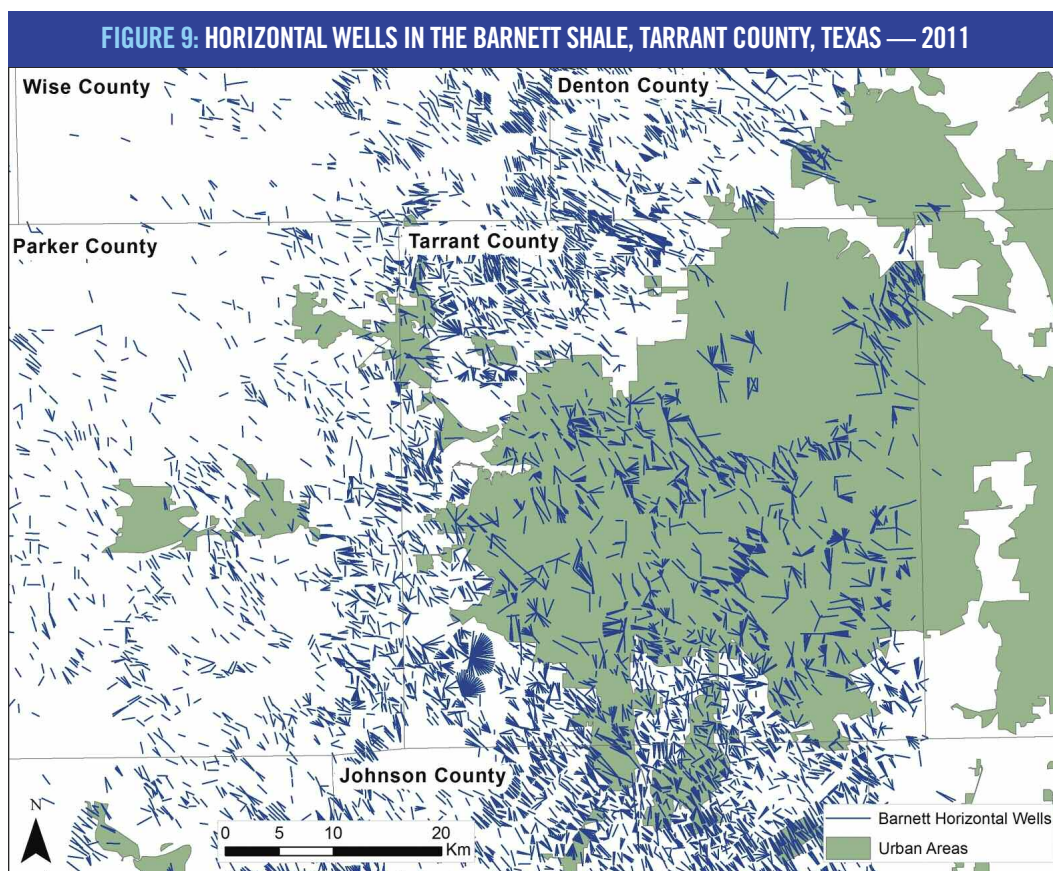 FIGURE 9: HORIZONTAL WELLS IN THE BARNETT SHALE, TARRANT COUNTY, TEXAS — 2011
Wise County
Denton County
Parker County
Tarrant County
Johnson County
N
0 5 10 20
Km
Barnett Horizontal Wells
Urban Areas